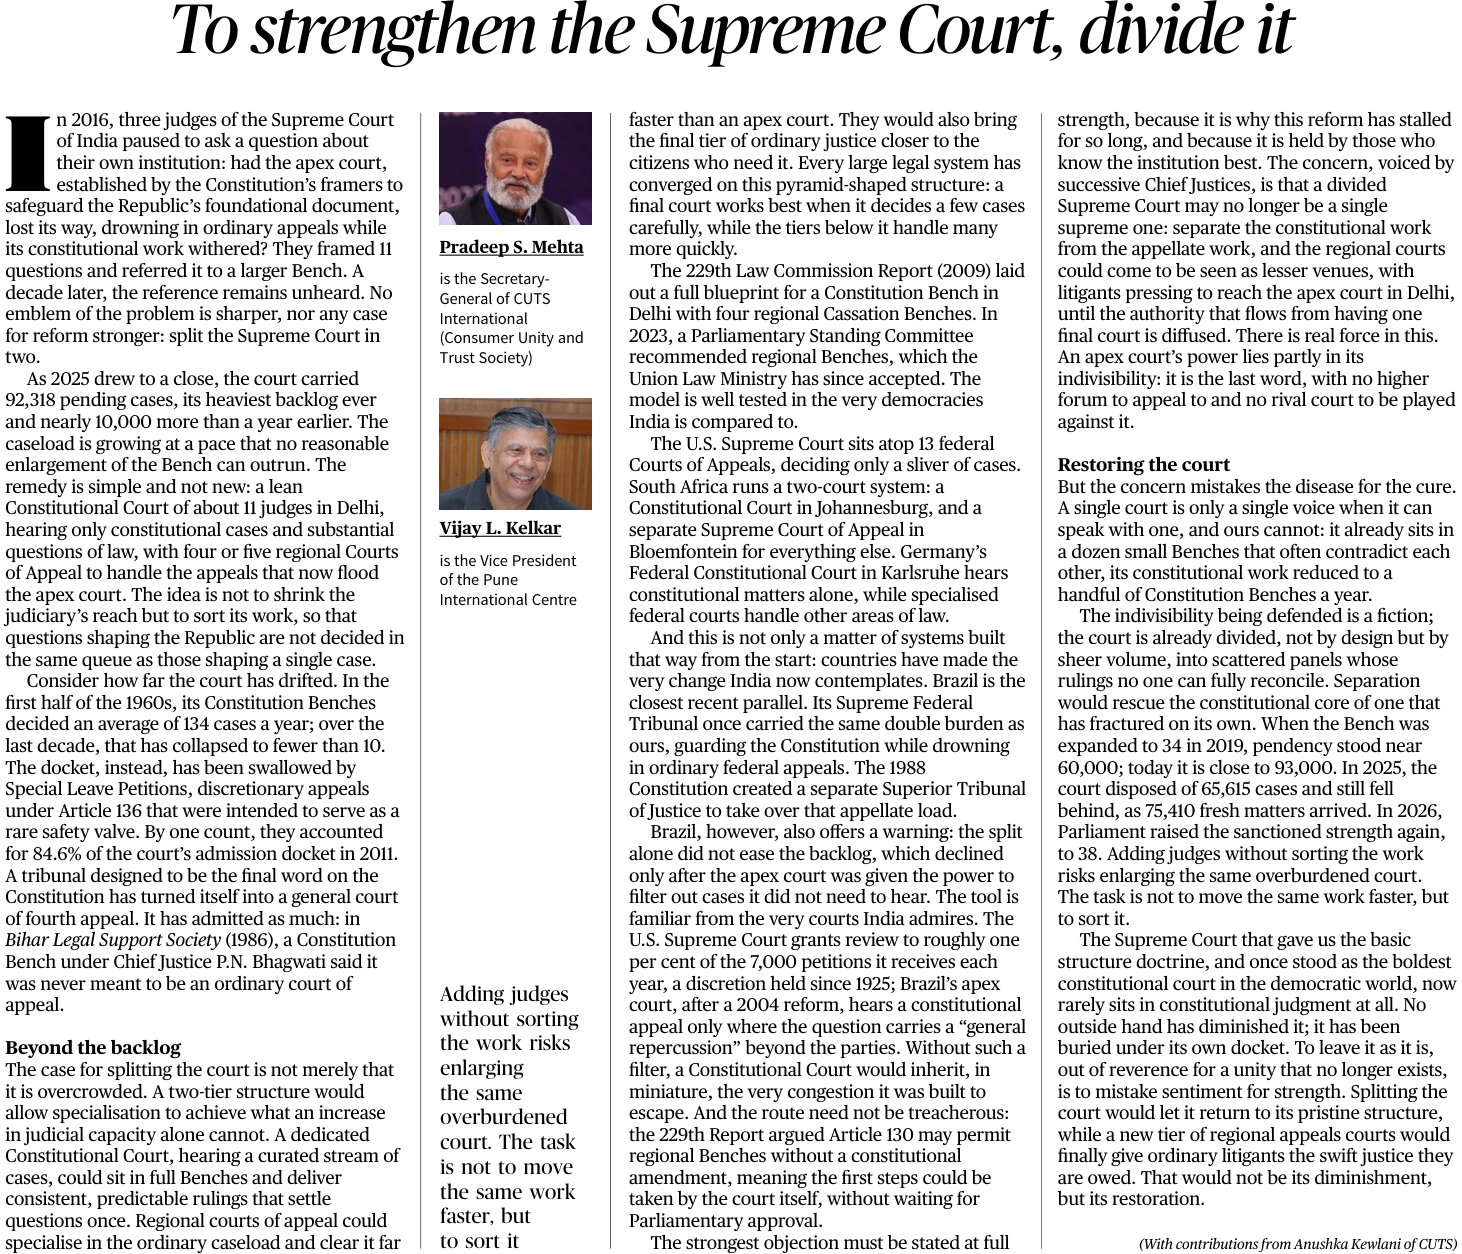 To strengthen the Supreme Court, divide it
In 2016, three judges of the Supreme Court
of India paused to ask a question about
their own institution: had the apex court,
established by the Constitution’s framers to
safeguard the Republic’s foundational document,
lost its way, drowning in ordinary appeals while
its constitutional work withered? They framed 11
questions and referred it to a larger Bench. A
decade later, the reference remains unheard. No
emblem of the problem is sharper, nor any case
for reform stronger: split the Supreme Court in
two.
As 2025 drew to a close, the court carried
92,318 pending cases, its heaviest backlog ever
and nearly 10,000 more than a year earlier. The
caseload is growing at a pace that no reasonable
enlargement of the Bench can outrun. The
remedy is simple and not new: a lean
Constitutional Court of about 11 judges in Delhi,
hearing only constitutional cases and substantial
questions of law, with four or five regional Courts
of Appeal to handle the appeals that now flood
the apex court. The idea is not to shrink the
judiciary’s reach but to sort its work, so that
questions shaping the Republic are not decided in
the same queue as those shaping a single case.
Consider how far the court has drifted. In the
first half of the 1960s, its Constitution Benches
decided an average of 134 cases a year; over the
last decade, that has collapsed to fewer than 10.
The docket, instead, has been swallowed by
Special Leave Petitions, discretionary appeals
under Article 136 that were intended to serve as a
rare safety valve. By one count, they accounted
for 84.6% of the court’s admission docket in 2011.
A tribunal designed to be the final word on the
Constitution has turned itself into a general court
of fourth appeal. It has admitted as much: in
Bihar Legal Support Society (1986), a Constitution
Bench under Chief Justice P.N. Bhagwati said it
was never meant to be an ordinary court of
appeal.
Beyond the backlog
The case for splitting the court is not merely that
it is overcrowded. A two-tier structure would
allow specialisation to achieve what an increase
in judicial capacity alone cannot. A dedicated
Constitutional Court, hearing a curated stream of
cases, could sit in full Benches and deliver
consistent, predictable rulings that settle
questions once. Regional courts of appeal could
specialise in the ordinary caseload and clear it far
Pradeep S. Mehta
is the Secretary-
General of CUTS
International
(Consumer Unity and
Trust Society)
Vijay L. Kelkar
is the Vice President
of the Pune
International Centre
Adding judges
without sorting
the work risks
enlarging
the same
overburdened
court. The task
is not to move
the same work
faster, but
to sort it
faster than an apex court. They would also bring
the final tier of ordinary justice closer to the
citizens who need it. Every large legal system has
converged on this pyramid-shaped structure: a
final court works best when it decides a few cases
carefully, while the tiers below it handle many
more quickly.
The 229th Law Commission Report (2009) laid
out a full blueprint for a Constitution Bench in
Delhi with four regional Cassation Benches. In
2023, a Parliamentary Standing Committee
recommended regional Benches, which the
Union Law Ministry has since accepted. The
model is well tested in the very democracies
India is compared to.
The U.S. Supreme Court sits atop 13 federal
Courts of Appeals, deciding only a sliver of cases.
South Africa runs a two-court system: a
Constitutional Court in Johannesburg, and a
separate Supreme Court of Appeal in
Bloemfontein for everything else. Germany’s
Federal Constitutional Court in Karlsruhe hears
constitutional matters alone, while specialised
federal courts handle other areas of law.
And this is not only a matter of systems built
that way from the start: countries have made the
very change India now contemplates. Brazil is the
closest recent parallel. Its Supreme Federal
Tribunal once carried the same double burden as
ours, guarding the Constitution while drowning
in ordinary federal appeals. The 1988
Constitution created a separate Superior Tribunal
of Justice to take over that appellate load.
Brazil, however, also offers a warning: the split
alone did not ease the backlog, which declined
only after the apex court was given the power to
filter out cases it did not need to hear. The tool is
familiar from the very courts India admires. The
U.S. Supreme Court grants review to roughly one
per cent of the 7,000 petitions it receives each
year, a discretion held since 1925; Brazil’s apex
court, after a 2004 reform, hears a constitutional
appeal only where the question carries a “general
repercussion” beyond the parties. Without such a
filter, a Constitutional Court would inherit, in
miniature, the very congestion it was built to
escape. And the route need not be treacherous:
the 229th Report argued Article 130 may permit
regional Benches without a constitutional
amendment, meaning the first steps could be
taken by the court itself, without waiting for
Parliamentary approval.
The strongest objection must be stated at full
strength, because it is why this reform has stalled
for so long, and because it is held by those who
know the institution best. The concern, voiced by
successive Chief Justices, is that a divided
Supreme Court may no longer be a single
supreme one: separate the constitutional work
from the appellate work, and the regional courts
could come to be seen as lesser venues, with
litigants pressing to reach the apex court in Delhi,
until the authority that flows from having one
final court is diffused. There is real force in this.
An apex court’s power lies partly in its
indivisibility: it is the last word, with no higher
forum to appeal to and no rival court to be played
against it.
Restoring the court
But the concern mistakes the disease for the cure.
A single court is only a single voice when it can
speak with one, and ours cannot: it already sits in
a dozen small Benches that often contradict each
other, its constitutional work reduced to a
handful of Constitution Benches a year.
The indivisibility being defended is a fiction;
the court is already divided, not by design but by
sheer volume, into scattered panels whose
rulings no one can fully reconcile. Separation
would rescue the constitutional core of one that
has fractured on its own. When the Bench was
expanded to 34 in 2019, pendency stood near
60,000; today it is close to 93,000. In 2025, the
court disposed of 65,615 cases and still fell
behind, as 75,410 fresh matters arrived. In 2026,
Parliament raised the sanctioned strength again,
to 38. Adding judges without sorting the work
risks enlarging the same overburdened court.
The task is not to move the same work faster, but
to sort it.
The Supreme Court that gave us the basic
structure doctrine, and once stood as the boldest
constitutional court in the democratic world, now
rarely sits in constitutional judgment at all. No
outside hand has diminished it; it has been
buried under its own docket. To leave it as it is,
out of reverence for a unity that no longer exists,
is to mistake sentiment for strength. Splitting the
court would let it return to its pristine structure,
while a new tier of regional appeals courts would
finally give ordinary litigants the swift justice they
are owed. That would not be its diminishment,
but its restoration.
(With contributions from Anushka Kewlani of CUTS)